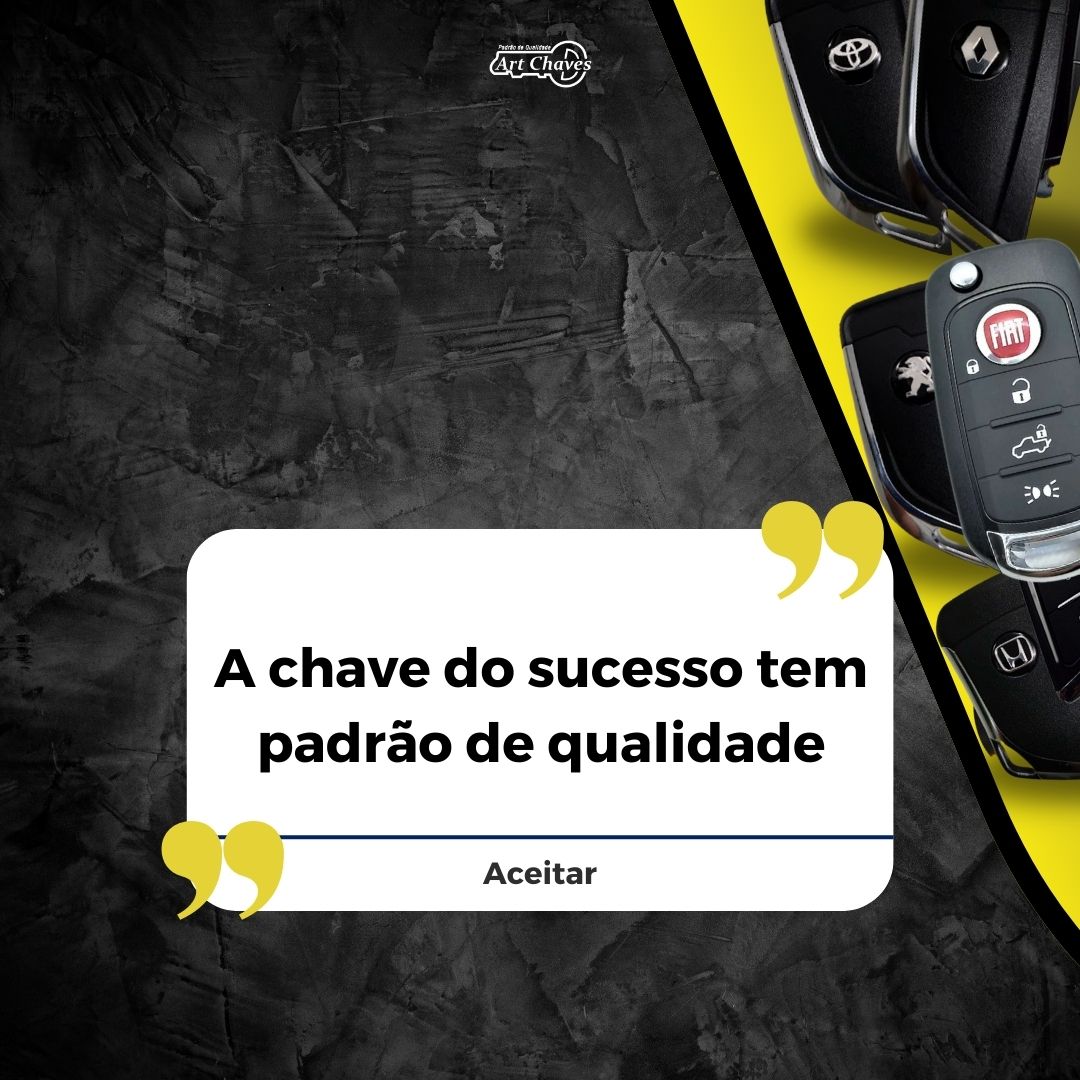 Padrão de Qualidade
Art Chaves
FIAT
A chave do sucesso tem
padrão de qualidade
Aceitar